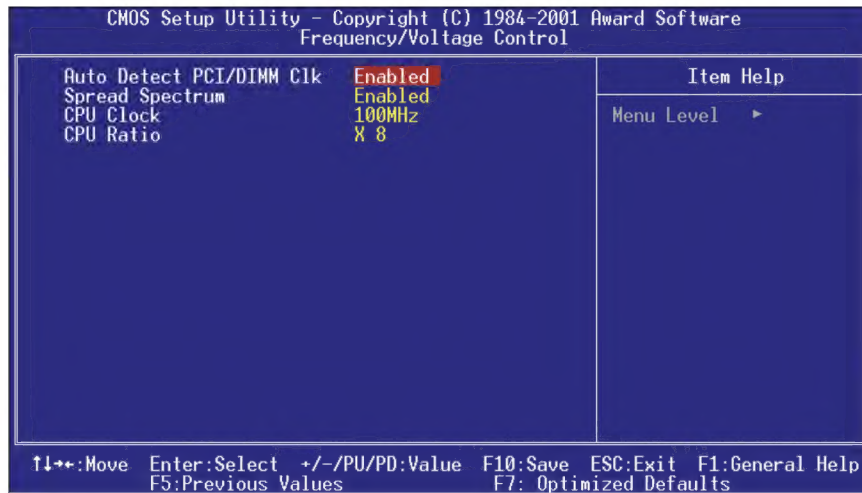 CMOS Setup Utility – Copyright (C) 1984-2001 Award Software
Frequency/Voltage Control
Auto Detect PCI/DIMM Clk Enabled
Spread Spectrum Enabled
CPU Clock 100MHz
CPU Ratio X 8
Item Help
Menu Level ►
↑↓→←:Move Enter:Select +/-/PU/PD:Value F10:Save ESC:Exit F1:General Help
F5:Previous Values F7: Optimized Defaults